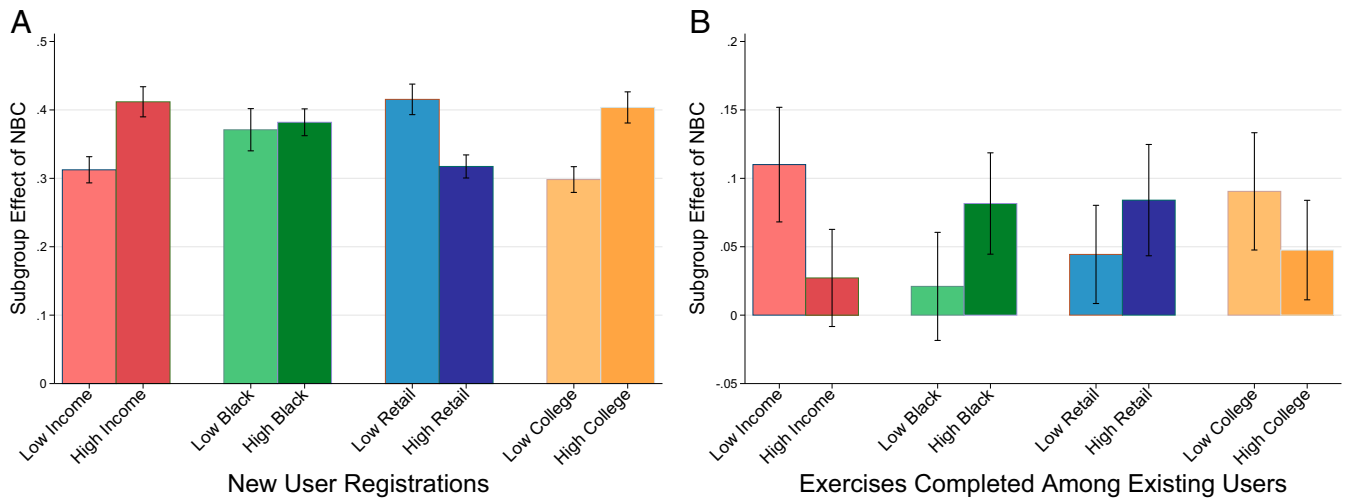 A
Subgroup Effect of NBC
.5
.4
.3
.2
.1
0
Low Income
High Income
Low Black
High Black
Low Retail
High Retail
Low College
High College
New User Registrations
B
Subgroup Effect of NBC
.2
.15
.1
.05
0
-.05
Low Income
High Income
Low Black
High Black
Low Retail
High Retail
Low College
High College
Exercises Completed Among Existing Users